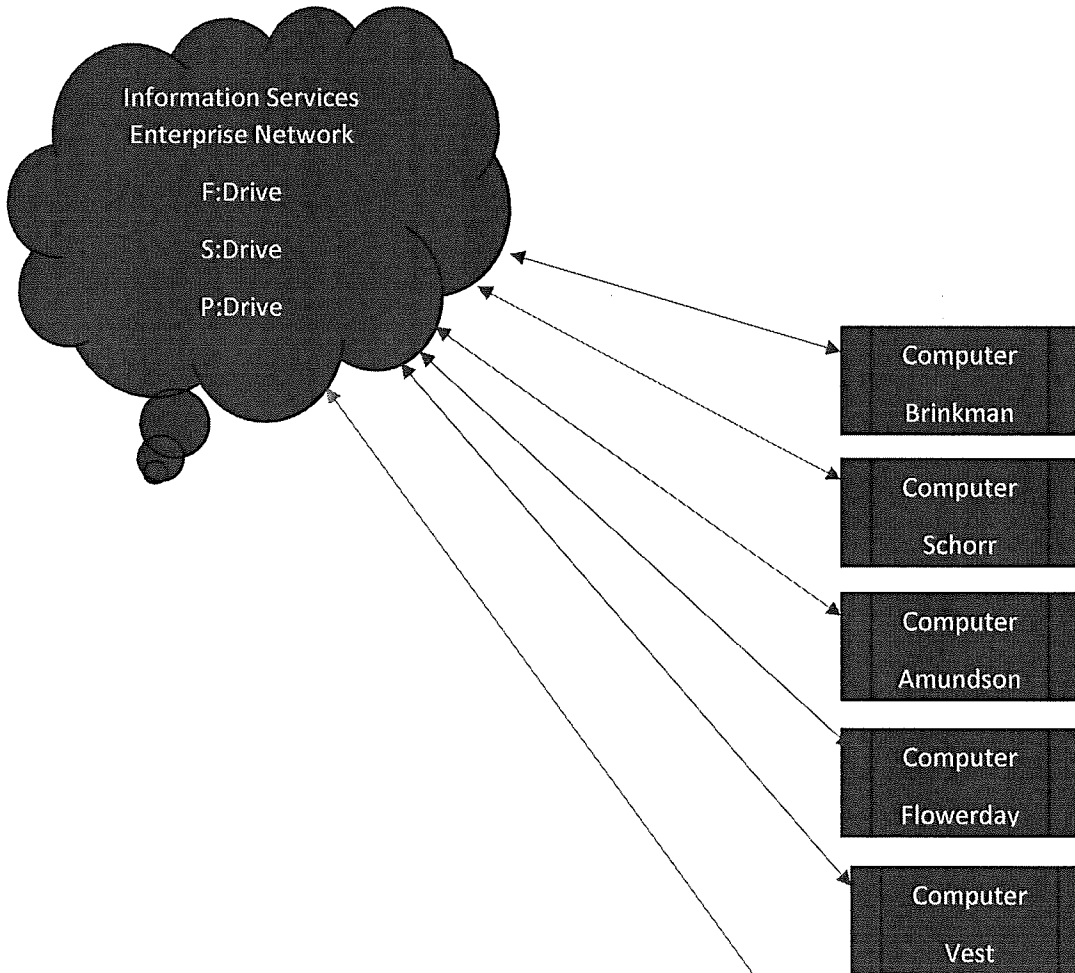 Information Services
Enterprise Network
F:Drive
S:Drive
P:Drive
Computer
Brinkman
Computer
Schorr
Computer
Amundson
Computer
Flowerday
Computer
Vest